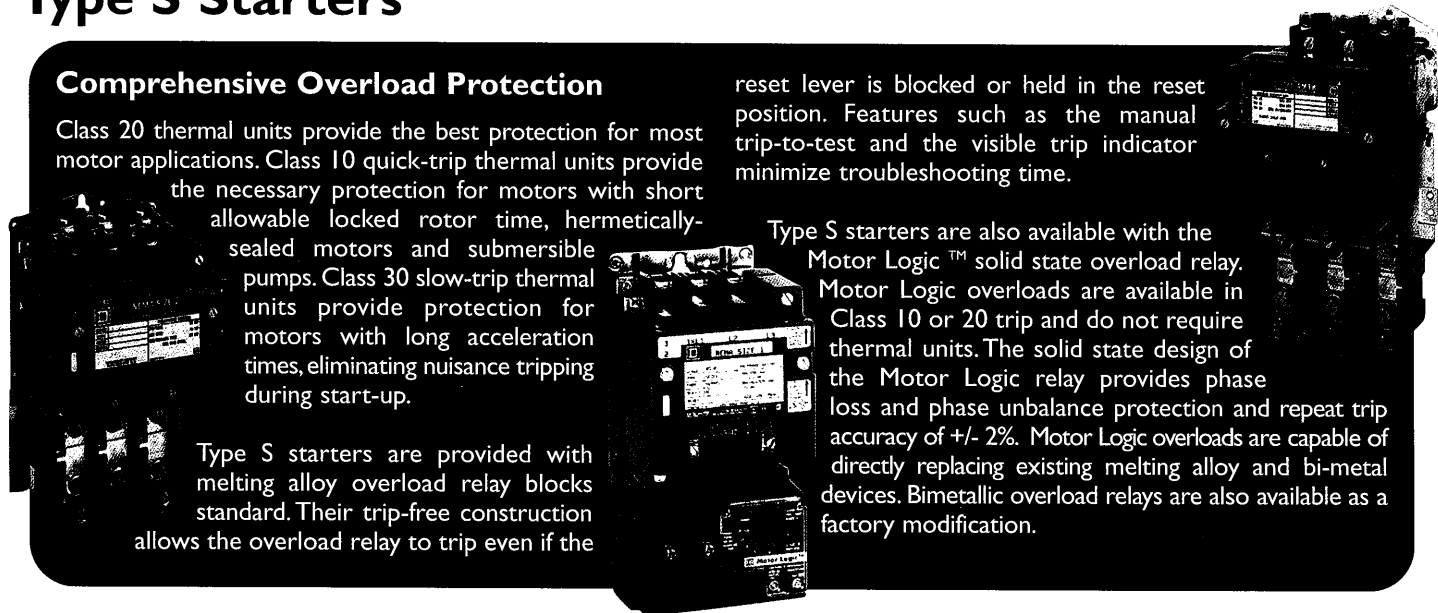 Type S Starters
Comprehensive Overload Protection
Class 20 thermal units provide the best protection for most
motor applications. Class 10 quick-trip thermal units provide
the necessary protection for motors with short
allowable locked rotor time, hermetically-
sealed motors and submersible
pumps. Class 30 slow-trip thermal
units provide protection for
motors with long acceleration
times, eliminating nuisance tripping
during start-up.
Type S starters are provided with
melting alloy overload relay blocks
standard. Their trip-free construction
allows the overload relay to trip even if the
reset lever is blocked or held in the reset
position. Features such as the manual
trip-to-test and the visible trip indicator
minimize troubleshooting time.
Type S starters are also available with the
Motor Logic ™ solid state overload relay.
Motor Logic overloads are available in
Class 10 or 20 trip and do not require
thermal units. The solid state design of
the Motor Logic relay provides phase
loss and phase unbalance protection and repeat trip
accuracy of +/- 2%. Motor Logic overloads are capable of
directly replacing existing melting alloy and bi-metal
devices. Bimetallic overload relays are also available as a
factory modification.
L2
NEMA SIZE 1
Motor Logic™